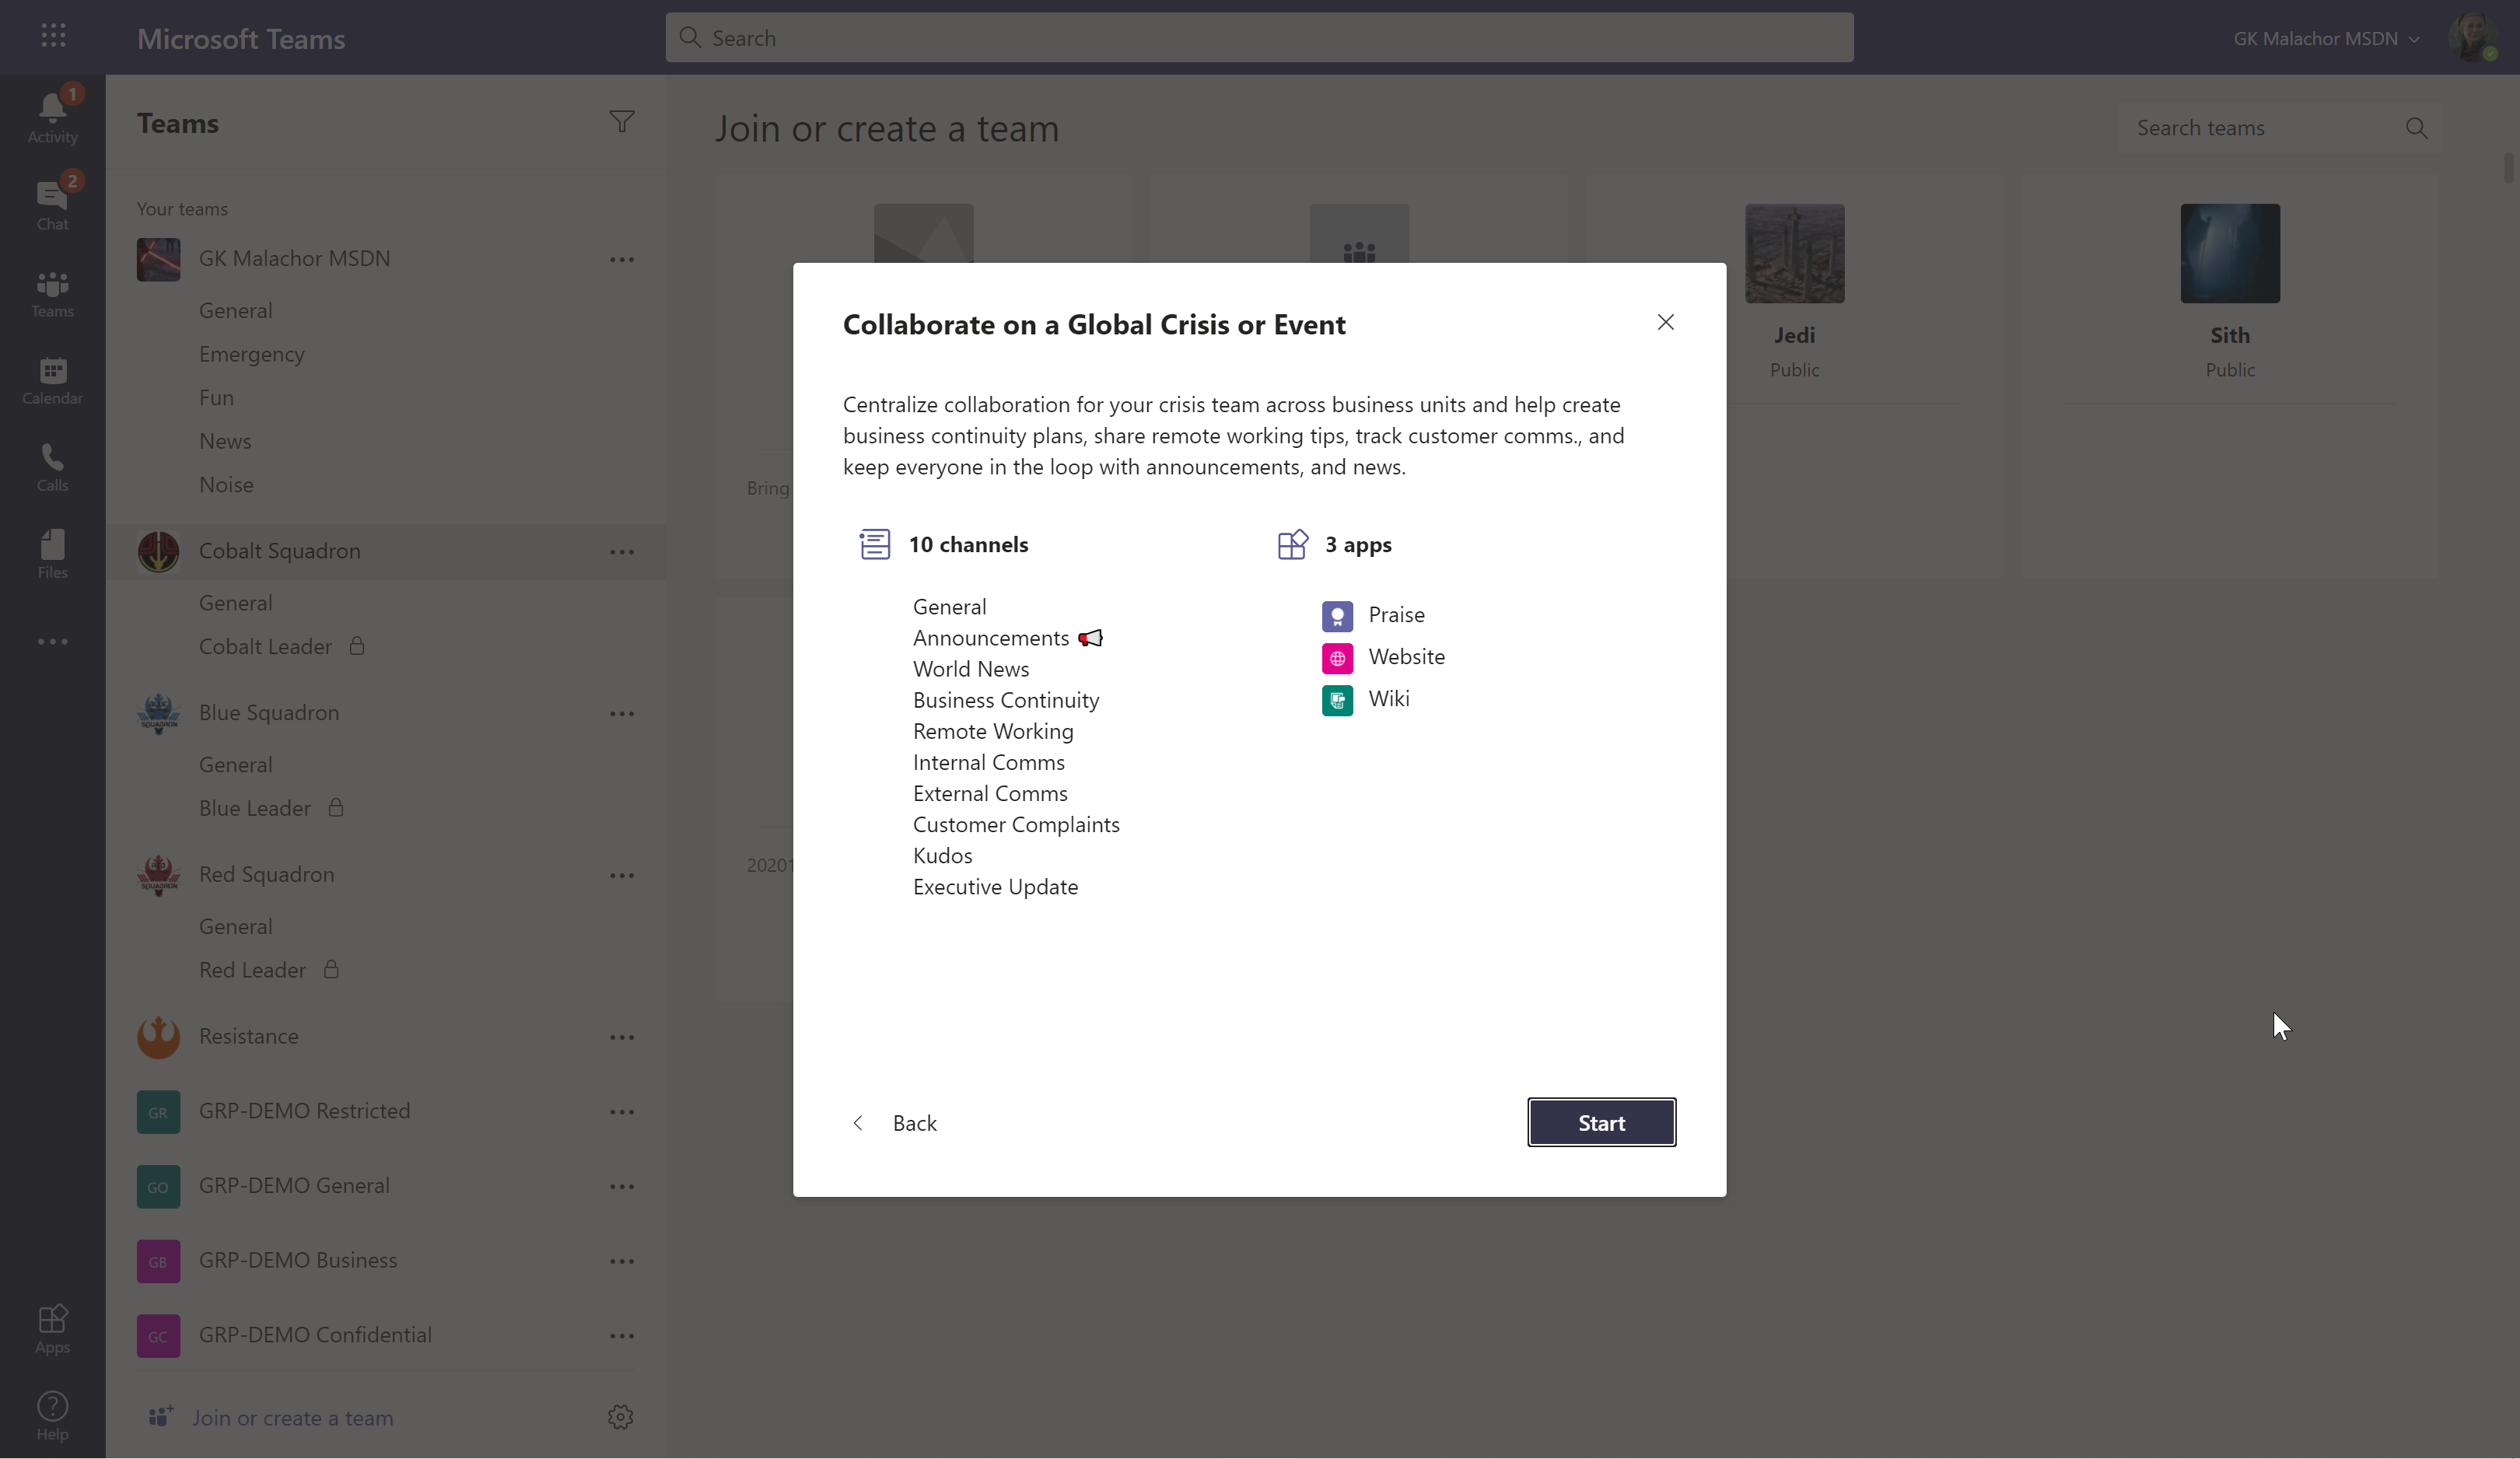 Microsoft Teams
Search
GK Malachor MSDN
1
Activity
2
Chat
Teams
Calendar
Calls
Files
Apps
Help
Teams
Your teams
GK Malachor MSDN
General
Emergency
Fun
News
Noise
Cobalt Squadron
General
Cobalt Leader
SQUADRON
Blue Squadron
General
Blue Leader
SQUADRON
Red Squadron
General
Red Leader
Resistance
GR
GRP-DEMO Restricted
GO
GRP-DEMO General
GB
GRP-DEMO Business
GC
GRP-DEMO Confidential
Join or create a team
Join or create a team
Search teams
Jedi
Public
Sith
Public
Bring
Collaborate on a Global Crisis or Event
Centralize collaboration for your crisis team across business units and help create
business continuity plans, share remote working tips, track customer comms., and
keep everyone in the loop with announcements, and news.
10 channels
General
Announcements
World News
Business Continuity
Remote Working
Internal Comms
External Comms
Customer Complaints
Kudos
Executive Update
3 apps
Praise
Website
Wiki
Back
Start